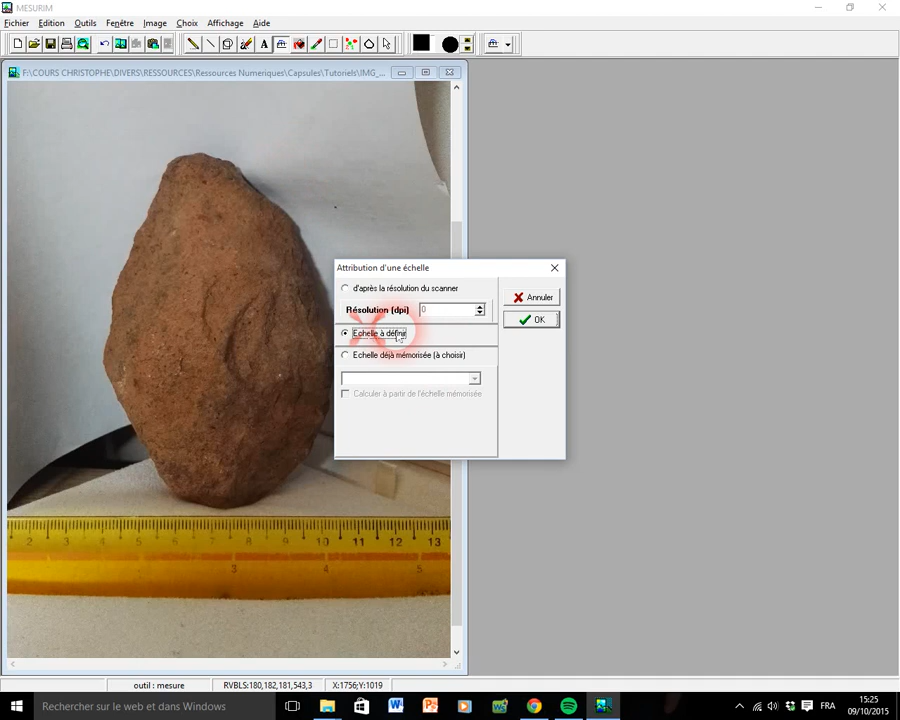 MESURIM
Fichier Edition Outils Fenêtre Image Choix Affichage Aide
A
F:\COURS CHRISTOPHE\DIVERS\RESSOURCES\Ressources Numeriques\Capsules\Tutoriels\IMG_...
Attribution d'une échelle
d'après la résolution du scanner
Annuler
Résolution (dpi) 0
OK
Echelle à définir
Echelle déjà mémorisée (à choisir)
Calculer à partir de l'échelle mémorisée
2 3 4 5 6 7 8 9 10 11 12 13
3 4 5
outil : mesure RVBLS:180,182,181,543,3 X:1756;Y:1019
Rechercher sur le web et dans Windows
FRA
15:25
09/10/2015